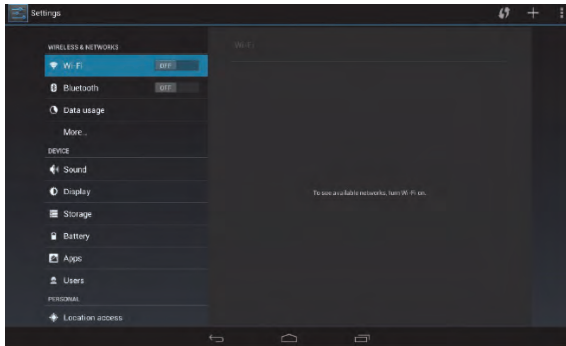 Settings
WIRELESS & NETWORKS
Wi-Fi
OFF
Bluetooth
OFF
Data usage
More...
DEVICE
Sound
Display
Storage
Battery
Apps
Users
PERSONAL
Location access
Wi-Fi
To see available networks, turn Wi-Fi on.